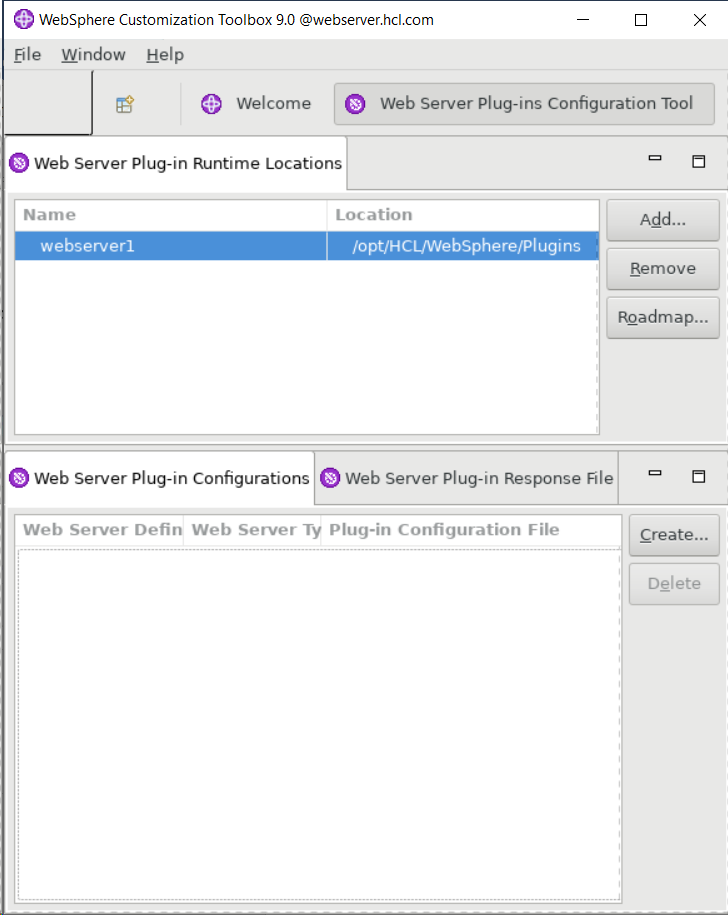 WebSphere Customization Toolbox 9.0 @webserver.hcl.com
File Window Help
Welcome Web Server Plug-ins Configuration Tool
Web Server Plug-in Runtime Locations
Name Location
webserver1 /opt/HCL/WebSphere/Plugins
Add...
Remove
Roadmap...
Web Server Plug-in Configurations Web Server Plug-in Response File
Web Server Defin Web Server Ty Plug-in Configuration File
Create...
Delete